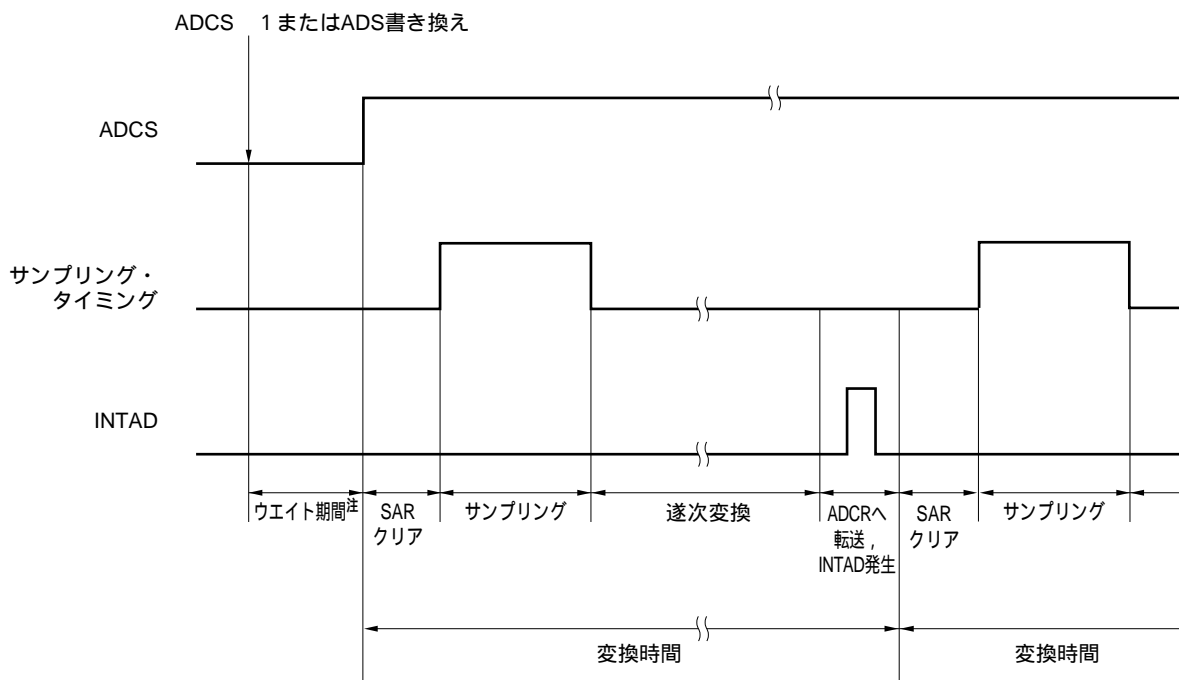 ADCS 1またはADS書き換え
ADCS
サンプリング・
タイミング
INTAD
ウエイト期間注
SAR
クリア
サンプリング
逐次変換
ADCRへ
転送,
INTAD発生
SAR
クリア
サンプリング
変換時間
変換時間